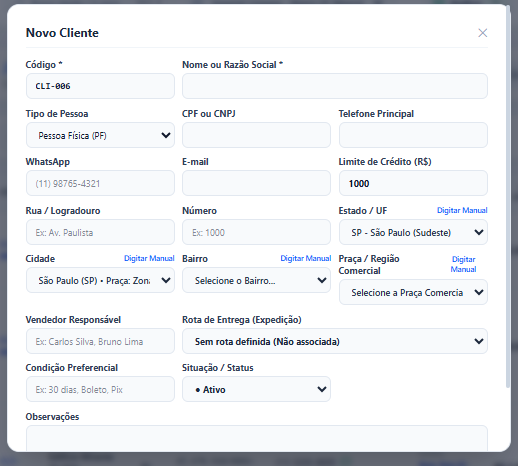 Novo Cliente
Código * Nome ou Razão Social *
CLI-006
Tipo de Pessoa CPF ou CNPJ Telefone Principal
Pessoa Física (PF)
WhatsApp E-mail Limite de Crédito (R$)
(11) 98765-4321 1000
Rua / Logradouro Número Estado / UF Digitar Manual
Ex: Av. Paulista Ex: 1000 SP - São Paulo (Sudeste)
Cidade Digitar Manual Bairro Digitar Manual Praça / Região Comercial Digitar Manual
São Paulo (SP) • Praça: Zona Selecione o Bairro... Selecione a Praça Comercia
Vendedor Responsável Rota de Entrega (Expedição)
Ex: Carlos Silva, Bruno Lima Sem rota definida (Não associada)
Condição Preferencial Situação / Status
Ex: 30 dias, Boleto, Pix • Ativo
Observações